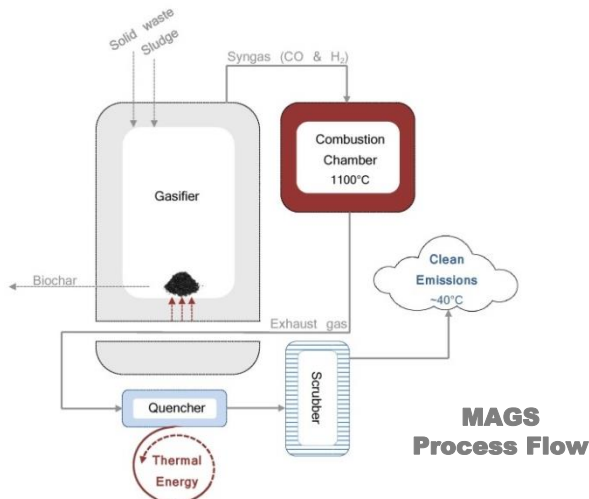 Solid waste
Sludge
Syngas (CO & H₂)
Combustion
Chamber
1100°C
Gasifier
Clean
Emissions
~40°C
Biochar
Exhaust gas
Scrubber
Quencher
Thermal
Energy
MAGS
Process Flow